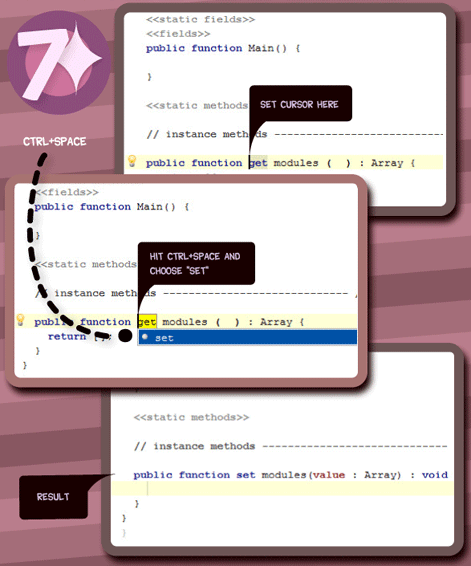 7
CTRL+SPACE
<<static fields>>
<<fields>>
public function Main() {
}
<<static methods
SET CURSOR HERE
// instance methods ------------------------
public function get modules (  ) : Array {
<<fields>>
public function Main() {
}
<<static methods
HIT CTRL+SPACE AND
CHOOSE "SET"
// instance methods --------------------------
public function get modules (  ) : Array {
return [];
set
}
}
<<static methods>>
// instance methods ----------------------------
public function set modules(value : Array) : void
RESULT
}
}
}